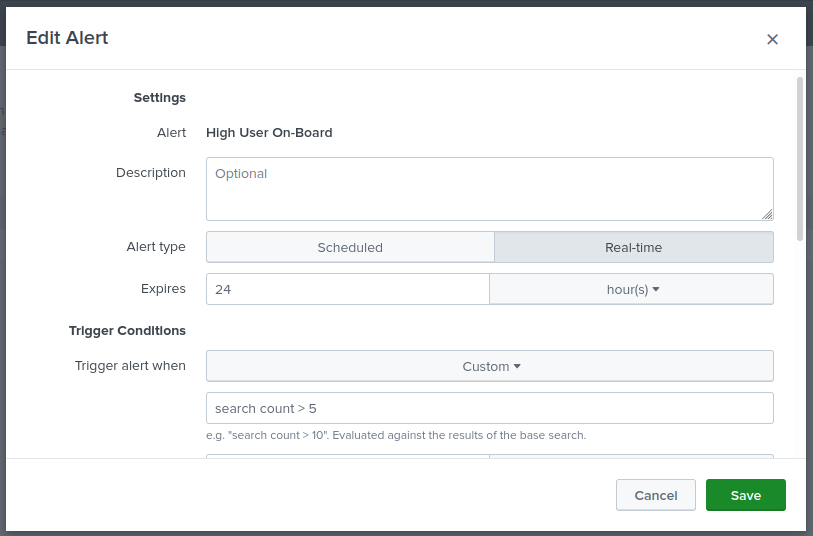 Edit Alert
×
Settings
Alert High User On-Board
Description Optional
Alert type Scheduled Real-time
Expires 24 hour(s)
Trigger Conditions
Trigger alert when Custom
search count > 5
e.g. "search count > 10". Evaluated against the results of the base search.
Cancel Save